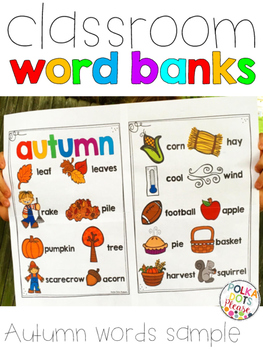 classroom
word banks
autumn
leaf leaves
rake pile
pumpkin tree
scarecrow acorn
corn hay
cool wind
football apple
pie basket
harvest squirrel
POLKA
DOTS
Please
Autumn words sample